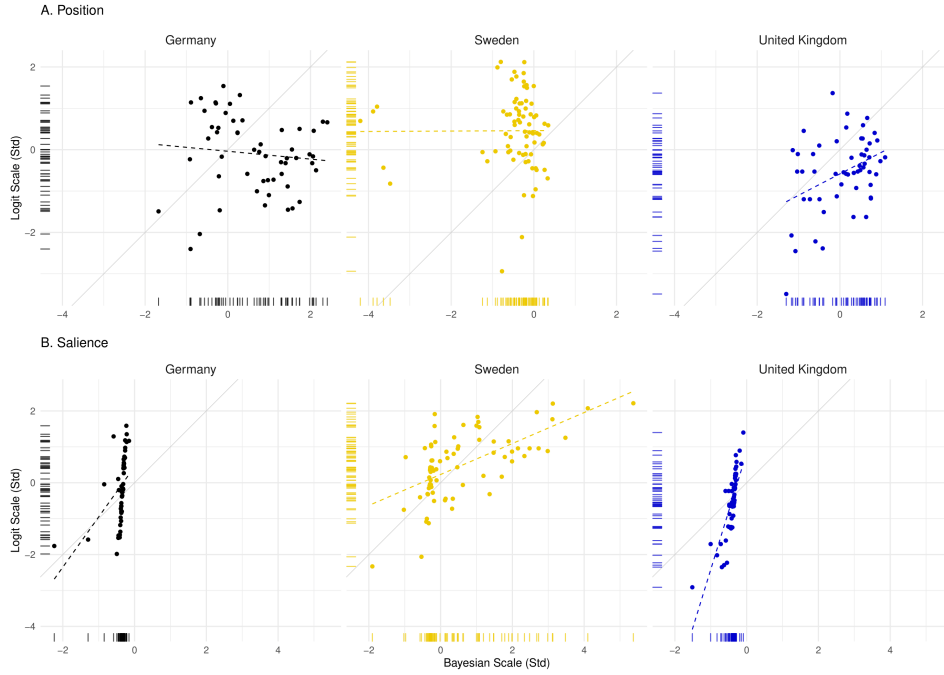 A. Position
Germany
Sweden
United Kingdom
Logit Scale (Std)
2
0
−2
−4
−2
0
2
−4
−2
0
2
−4
−2
0
2
B. Salience
Germany
Sweden
United Kingdom
Logit Scale (Std)
2
0
−2
−4
−2
0
2
4
−2
0
2
4
−2
0
2
4
Bayesian Scale (Std)